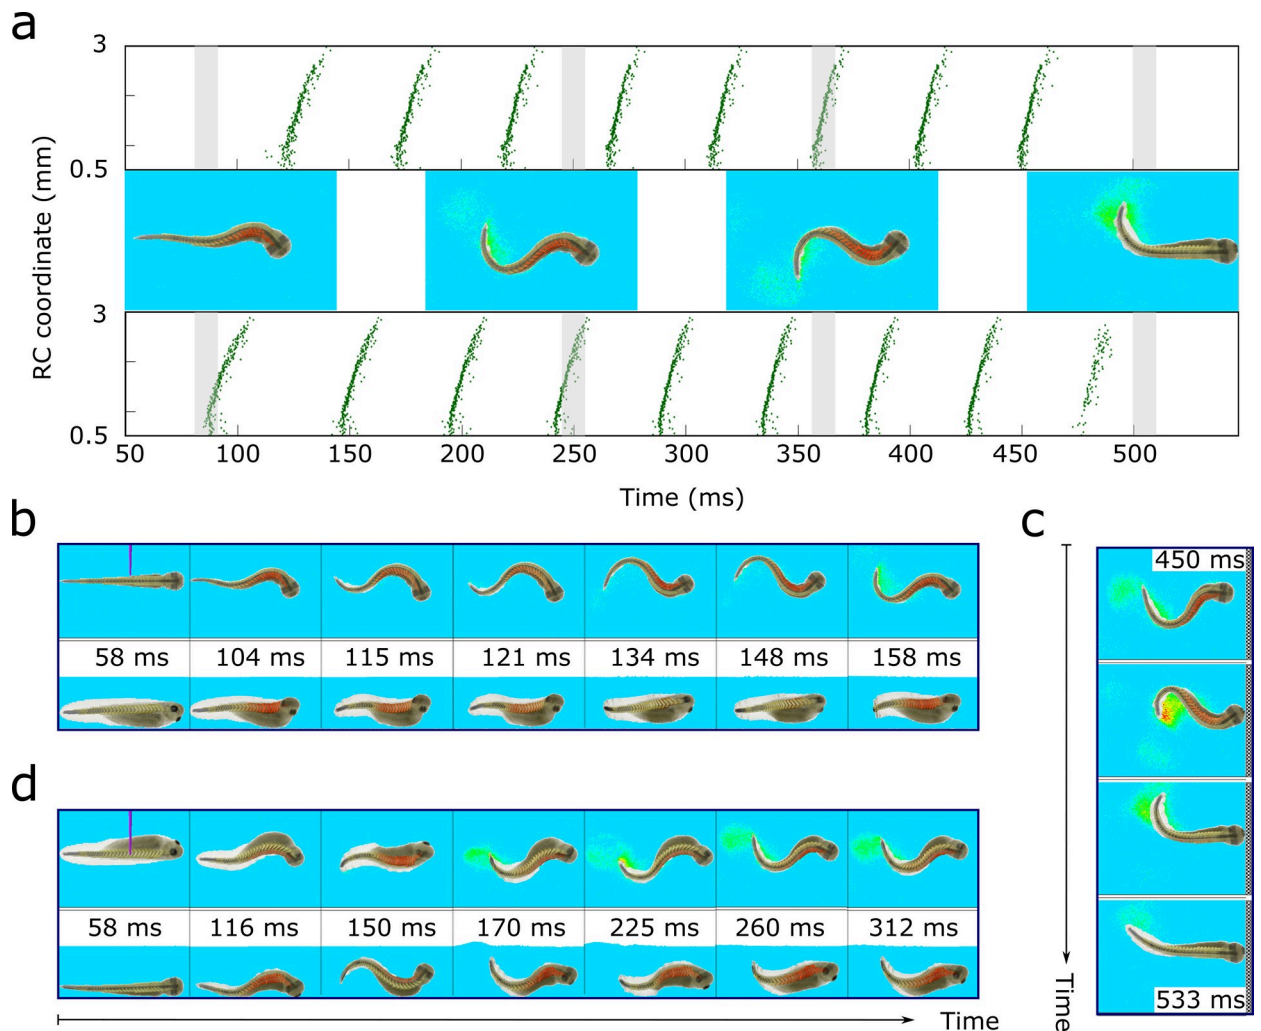 a
3
0.5
RC coordinate (mm)
3
0.5
50 100 150 200 250 300 350 400 450 500
Time (ms)
b
58 ms 104 ms 115 ms 121 ms 134 ms 148 ms 158 ms
c
450 ms
533 ms
Time
d
58 ms 116 ms 150 ms 170 ms 225 ms 260 ms 312 ms
Time